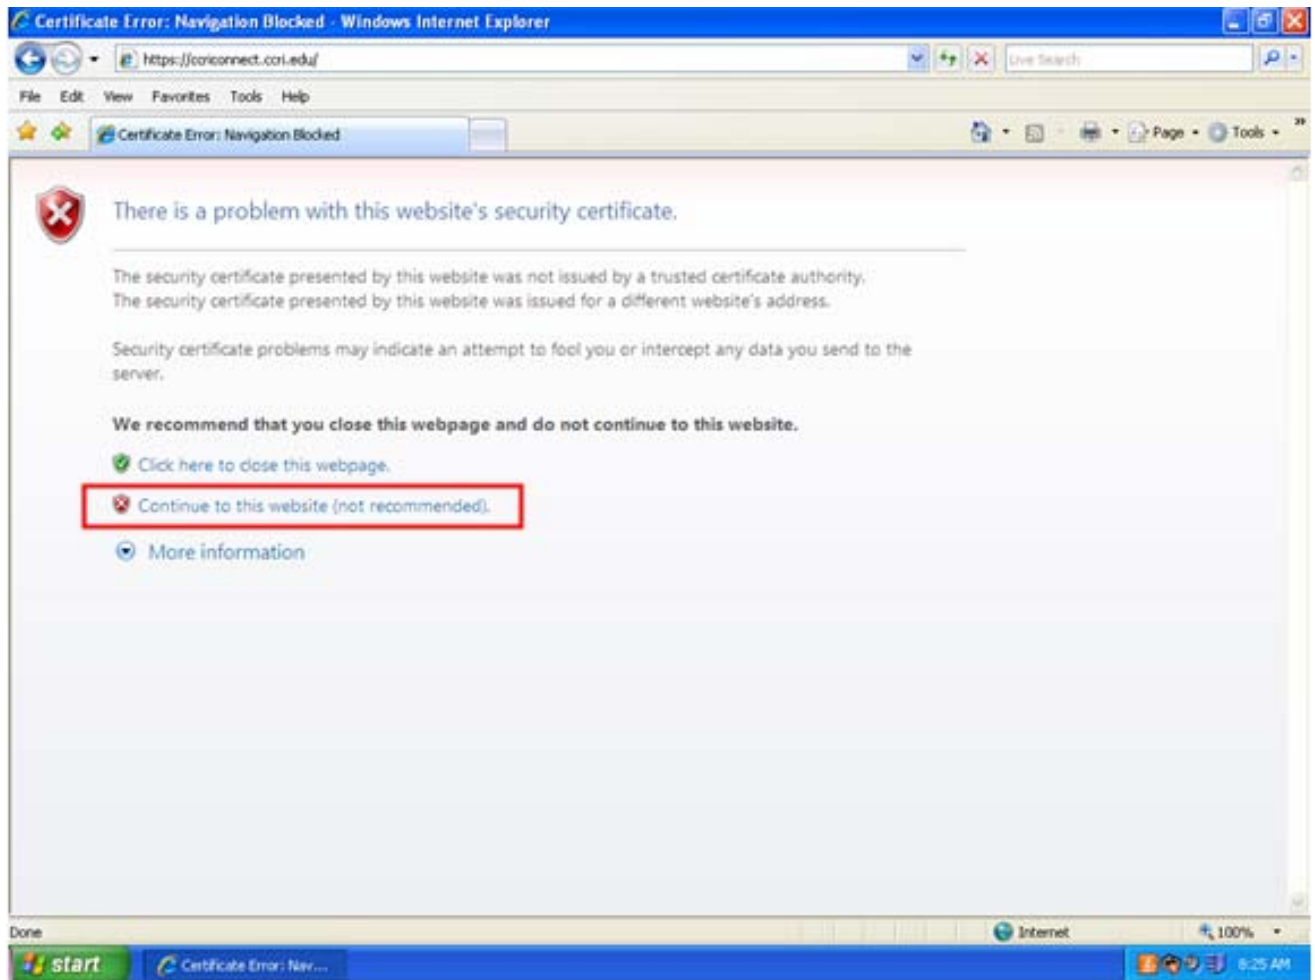 Certificate Error: Navigation Blocked - Windows Internet Explorer
https://ccriconnect.ccri.edu/
Live Search
File Edit View Favorites Tools Help
Certificate Error: Navigation Blocked
Page Tools
There is a problem with this website's security certificate.
The security certificate presented by this website was not issued by a trusted certificate authority.
The security certificate presented by this website was issued for a different website's address.
Security certificate problems may indicate an attempt to fool you or intercept any data you send to the
server.
We recommend that you close this webpage and do not continue to this website.
Click here to close this webpage.
Continue to this website (not recommended).
More information
Done
Internet
100%
start
Certificate Error: Nav...
8:25 AM